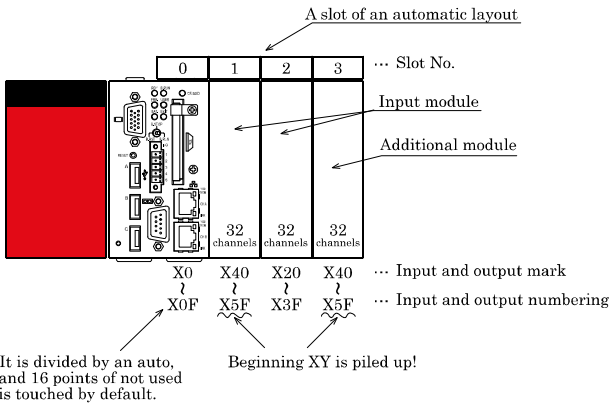 A slot of an automatic layout
0 1 2 3 ··· Slot No.
Input module
Additional module
RESET
A
B
C
32 32 32
channels channels channels
X0 X40 X20 X40 ··· Input and output mark
~ ~ ~ ~
X0F X5F X3F X5F ··· Input and output numbering
It is divided by an auto,
and 16 points of not used
is touched by default.
Beginning XY is piled up!